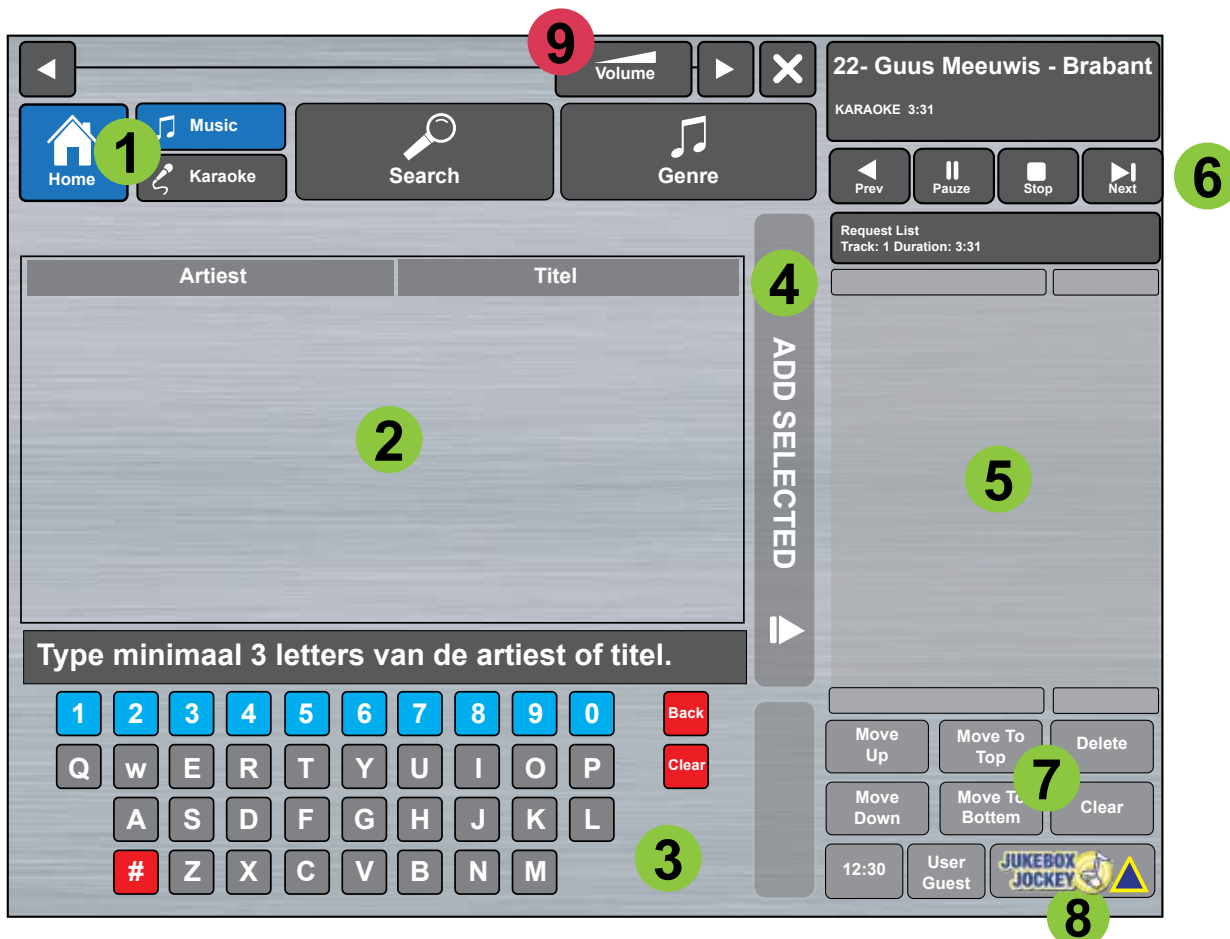 9
Volume
22- Guus Meeuwis - Brabant
KARAOKE 3:31
Home
1
Music
Karaoke
Search
Genre
Prev
Pauze
Stop
Next
6
Request List
Track: 1 Duration: 3:31
Artiest
Titel
4
ADD SELECTED
2
5
Type minimaal 3 letters van de artiest of titel.
1 2 3 4 5 6 7 8 9 0 Back
Q w E R T Y U I O P Clear
A S D F G H J K L
# Z X C V B N M
3
Move
Up
Move To
Top
Delete
7
Move
Down
Move To
Bottem
Clear
12:30
User
Guest
JUKEBOX
JOCKEY
8